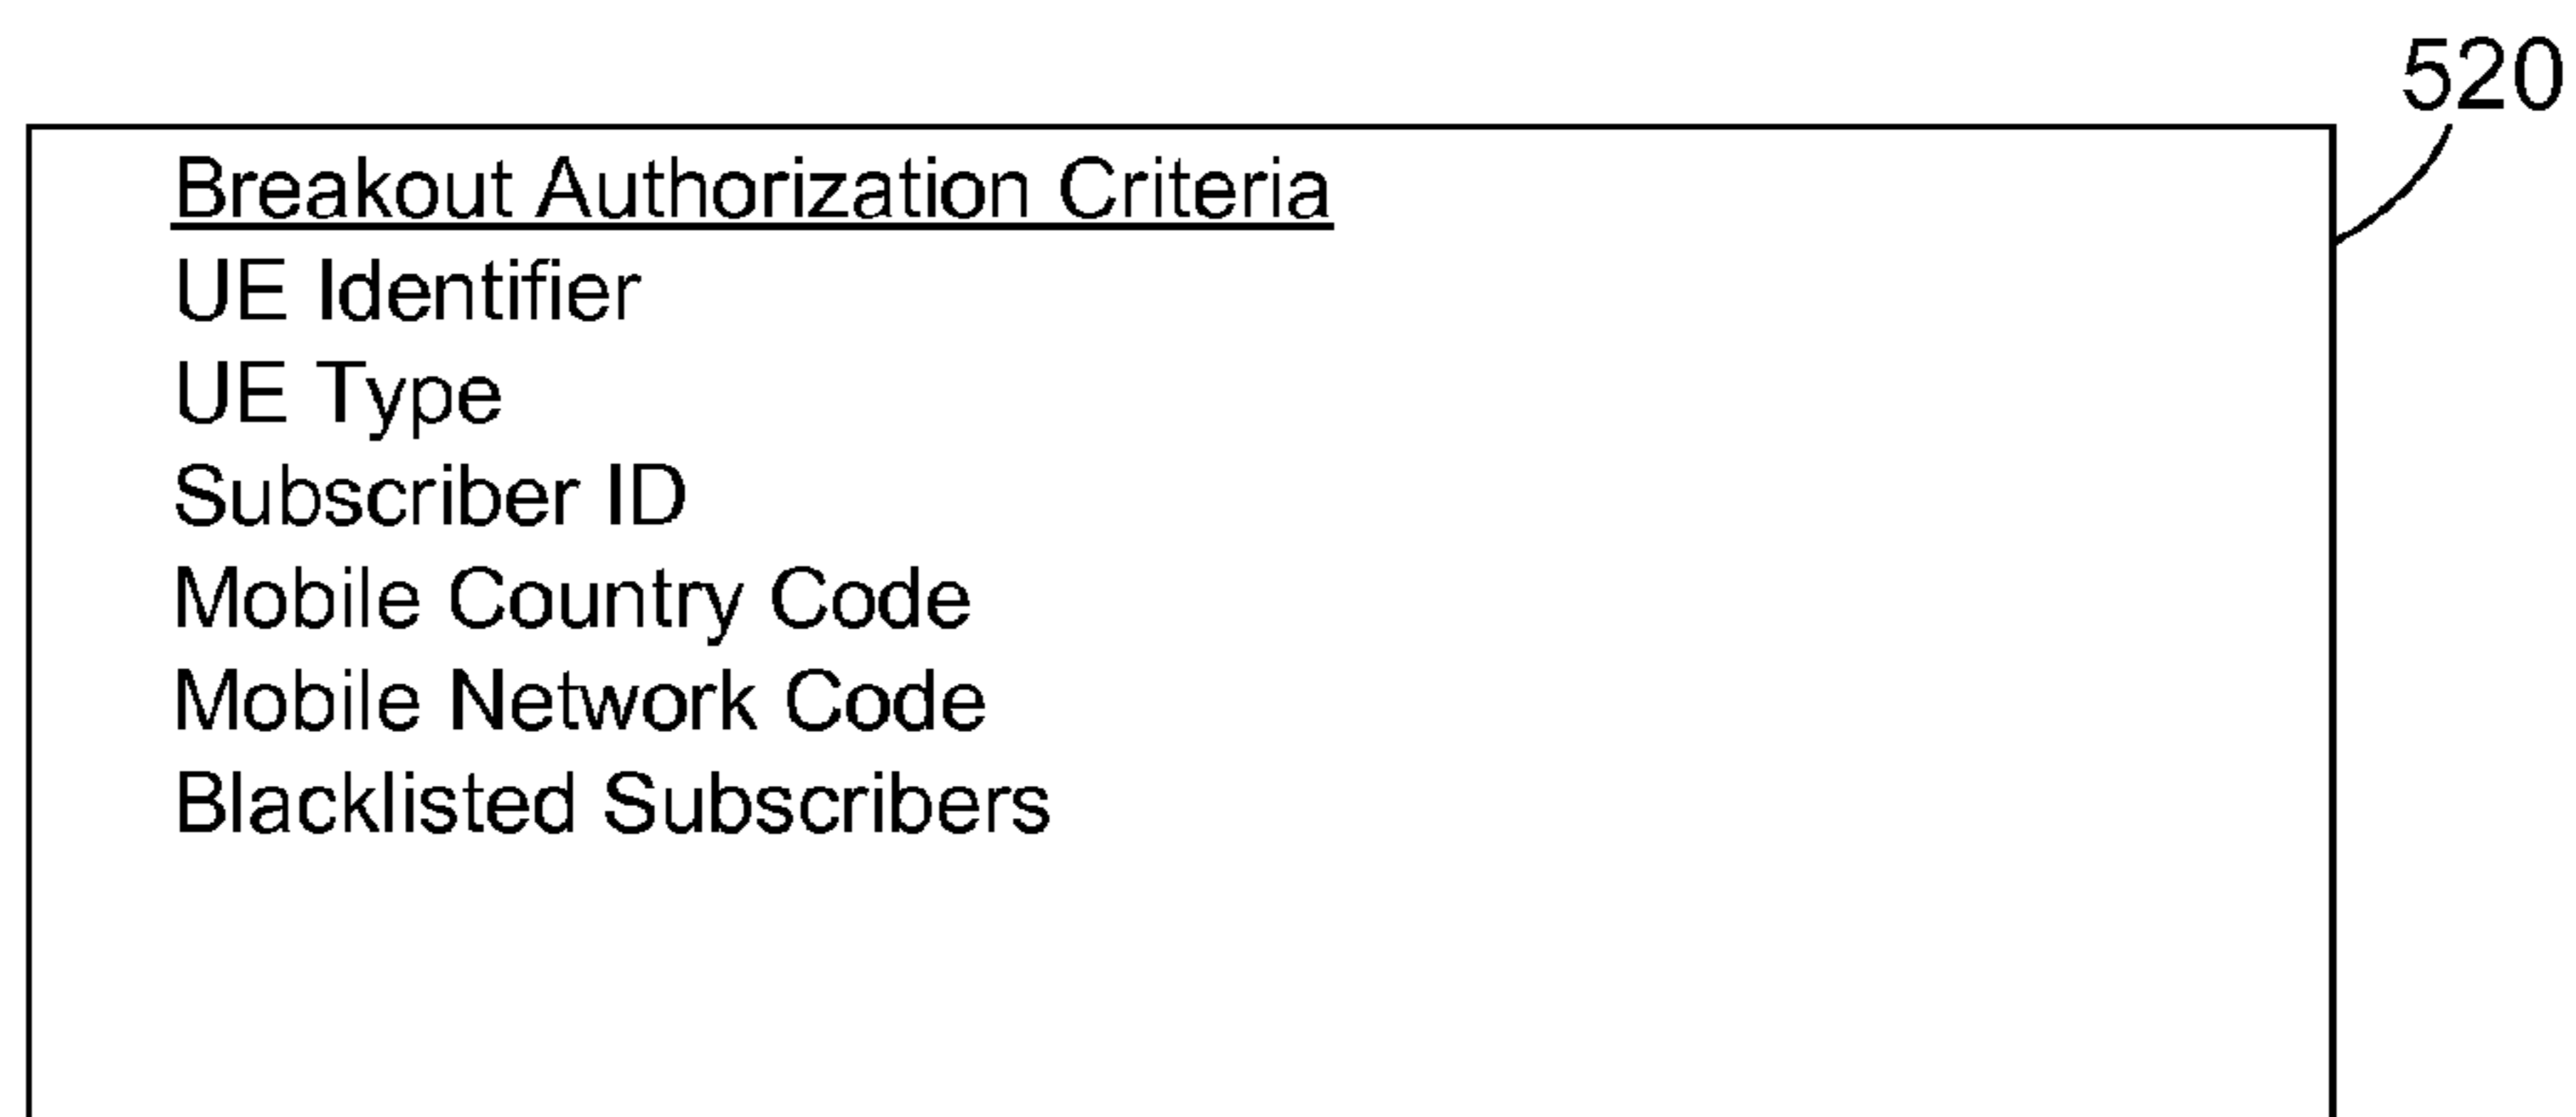 520
Breakout Authorization Criteria
UE Identifier
UE Type
Subscriber ID
Mobile Country Code
Mobile Network Code
Blacklisted Subscribers